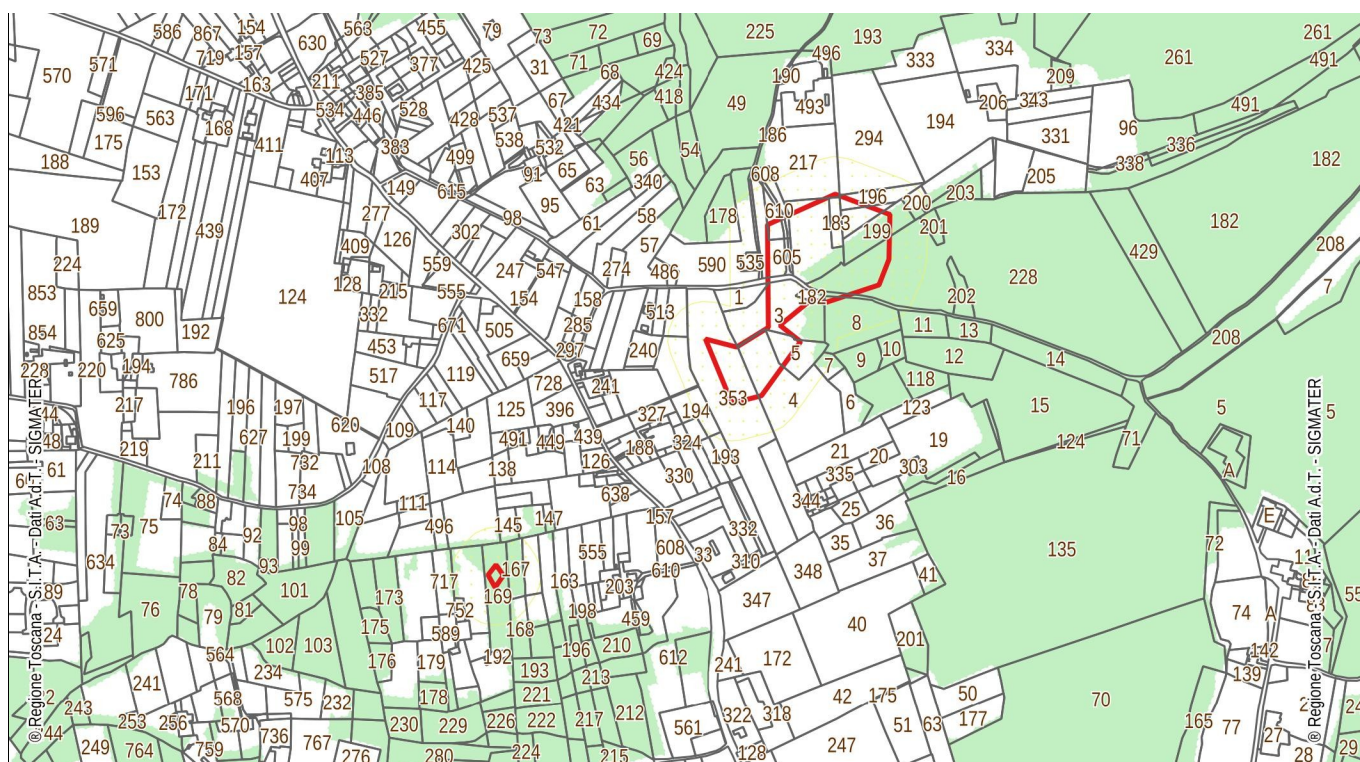 586 867 154 563 455 79 73 72 69 225 193 334 261 261
571 719 157 630 527 377 425 31 71 68 424 190 496 333 209 491
570 171 163 211 385 528 67 434 418 49 493 206 343 491
596 563 168 534 446 428 537 421 186 294 194 331 96 336
175 411 383 538 532 54 338 182
188 153 113 499 91 65 56 217 205
407 149 615 63 340 608 196 200 203
189 172 439 277 98 95 61 58 178 610 183 199 201 429 182
409 126 302 57 208
224 559 247 547 274 486 590 535 605 228 7
853 659 800 124 128 215 555 154 158 1 182 202
854 625 192 332 671 505 285 513 3 8 11 13 208
228 220 194 786 453 659 297 240 5 9 10 12 14
217 517 119 728 241 353 4 7 118
44 196 197 117 125 396 327 194 6 123 15 5 5
48 219 627 199 620 109 140 491 449 439 188 324 21 19 124 71
61 211 732 108 114 138 126 330 193 335 20 303 16 A
74 88 734 111 638 344 25
63 73 75 92 98 105 496 145 147 157 332 36 E
84 99 608 33 35 135 72
634 93 555 310 37
89 76 78 82 101 173 717 167 163 203 610 348 41
79 81 752 169 198 459 347 74 A
24 102 103 175 589 168 196 210 40 201 142
564 234 176 179 192 193 612 241 172 139
241 213 50
243 568 575 232 178 221 212 42 175 177 70
253 256 570 230 229 226 222 217 561 322 318 51 63 165 77 27
249 764 759 736 767 276 280 224 215 128 247 28 29
® Regione Toscana - S.I.T.A. - Dati A.d.T. - SIGMATER
® Regione Toscana - S.I.T.A. - Dati A.d.T. - SIGMATER